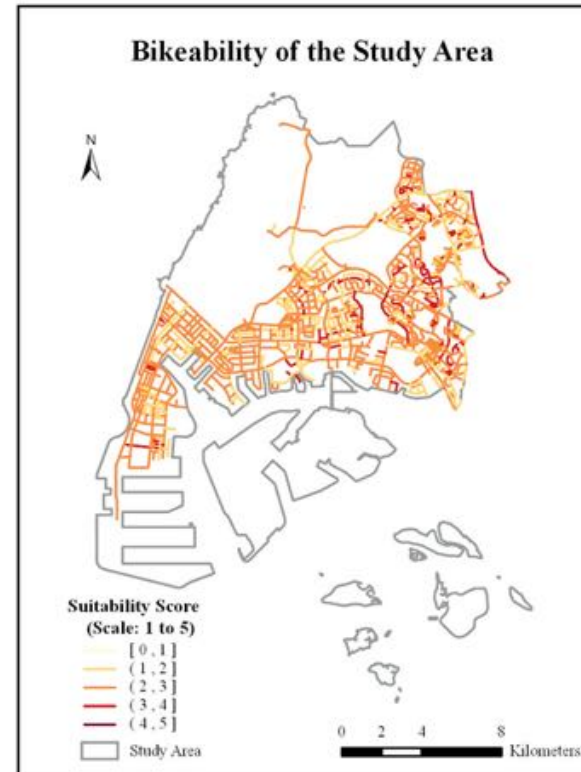 Bikeability of the Study Area
N
Suitability Score
(Scale: 1 to 5)
[ 0 , 1 ]
( 1 , 2 ]
( 2 , 3 ]
( 3 , 4 ]
( 4 , 5 ]
Study Area
0 2 4 8
Kilometers